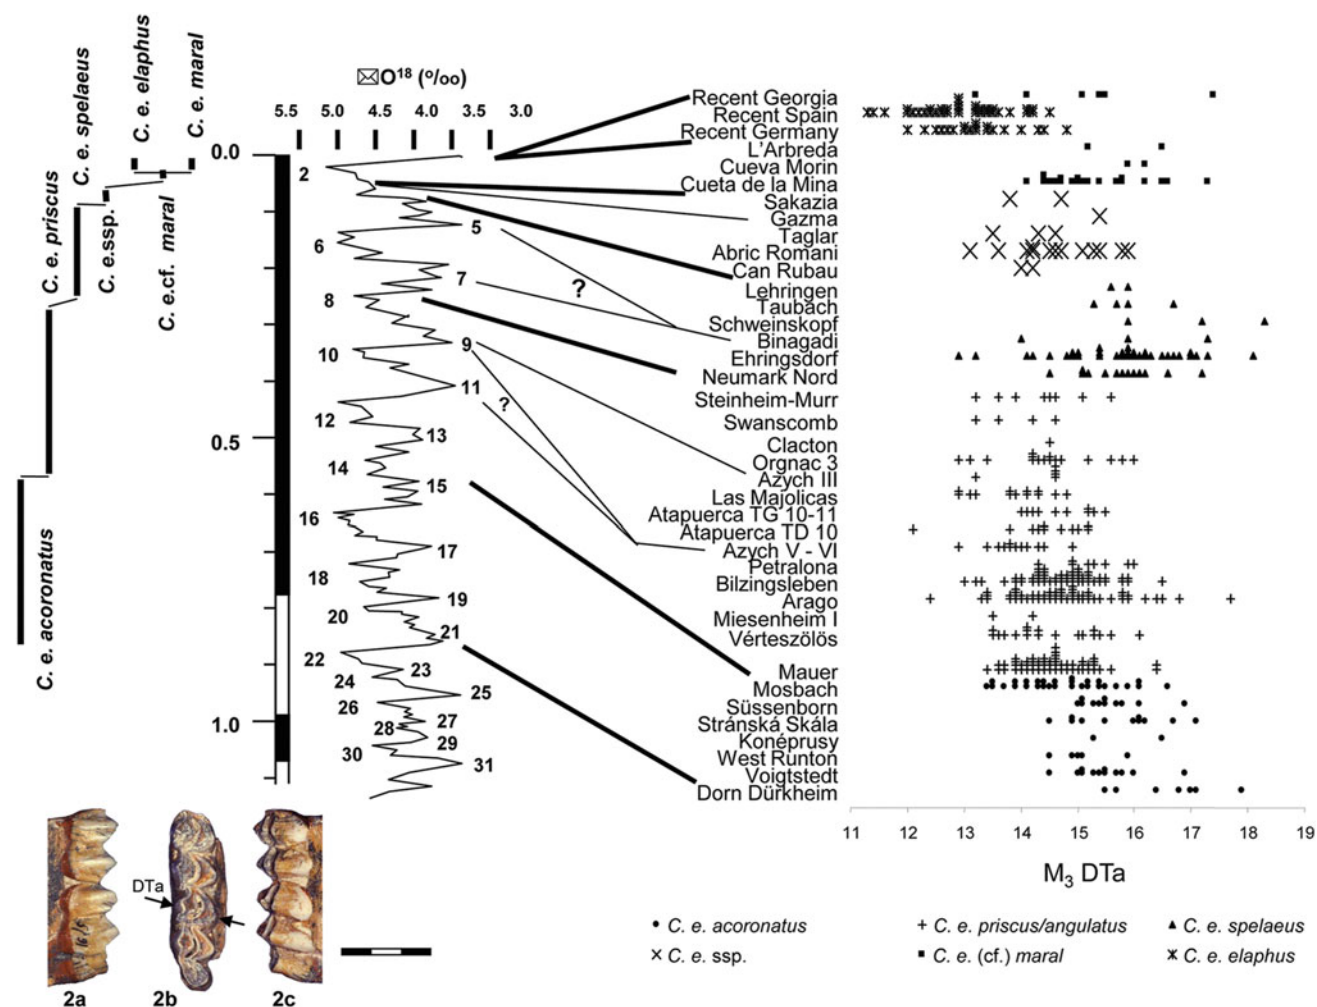 C. e. acoronatus
C. e. priscus
C. e. spelaeus
C. e.ssp.
C. e. elaphus
C. e.cf. maral
C. e. maral
O¹⁸ (º/oo)
5.5 5.0 4.5 4.0 3.5 3.0
0.0
0.5
1.0
2
5
6
7
8
9
10
11
12
13
14
15
16
17
18
19
20
21
22
23
24
25
26
27
28
29
30
31
?
?
Recent Georgia
Recent Spain
Recent Germany
L'Arbreda
Cueva Morin
Cueta de la Mina
Sakazia
Gazma
Taglar
Abric Romani
Can Rubau
Lehringen
Taubach
Schweinskopf
Binagadi
Ehringsdorf
Neumark Nord
Steinheim-Murr
Swanscomb
Clacton
Orgnac 3
Azych III
Las Majolicas
Atapuerca TG 10-11
Atapuerca TD 10
Azych V - VI
Petralona
Bilzingsleben
Arago
Miesenheim I
Vérteszölös
Mauer
Mosbach
Süssenborn
Stránská Skála
Konéprusy
West Runton
Voigtstedt
Dorn Dürkheim
11 12 13 14 15 16 17 18 19
M₃ DTa
C. e. acoronatus
C. e. priscus/angulatus
C. e. spelaeus
C. e. ssp.
C. e. (cf.) maral
C. e. elaphus
DTa
2a 2b 2c